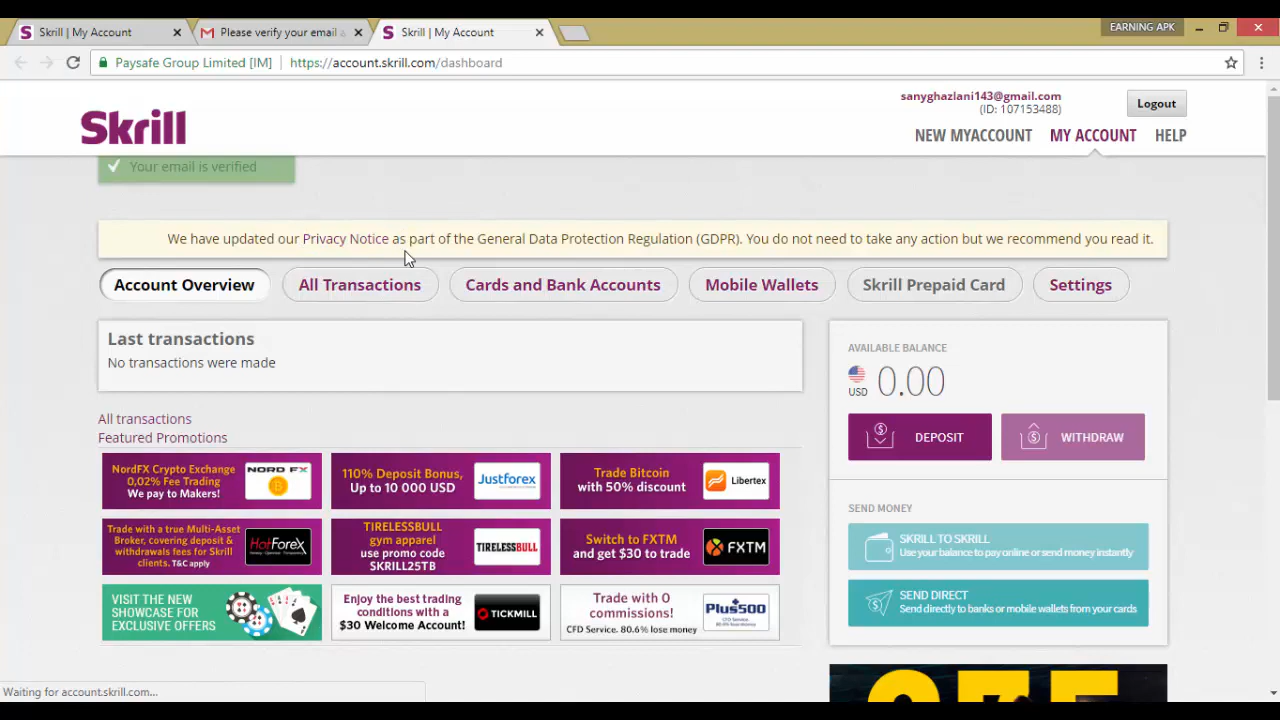 Skrill | My Account
Please verify your email a
Skrill | My Account
EARNING APK
Paysafe Group Limited [IM]
https://account.skrill.com/dashboard
sanyghazlani143@gmail.com
(ID: 107153488)
Logout
Skrill
NEW MYACCOUNT
MY ACCOUNT
HELP
Your email is verified
We have updated our Privacy Notice as part of the General Data Protection Regulation (GDPR). You do not need to take any action but we recommend you read it.
Account Overview
All Transactions
Cards and Bank Accounts
Mobile Wallets
Skrill Prepaid Card
Settings
Last transactions
No transactions were made
All transactions
Featured Promotions
NordFX Crypto Exchange
0,02% Fee Trading
We pay to Makers!
NORD FX
110% Deposit Bonus,
Up to 10 000 USD
Justforex
Trade Bitcoin
with 50% discount
Libertex
Trade with a true Multi-Asset
Broker, covering deposit &
withdrawals fees for Skrill
clients. T&C apply
HotForex
TIRELESSBULL
gym apparel
use promo code
SKRILL25TB
TIRELESSBULL
Switch to FXTM
and get $30 to trade
FXTM
VISIT THE NEW
SHOWCASE FOR
EXCLUSIVE OFFERS
Enjoy the best trading
conditions with a
$30 Welcome Account!
TICKMILL
Trade with 0
commissions!
CFD Service. 80.6% lose money
Plus500
AVAILABLE BALANCE
USD
0.00
DEPOSIT
WITHDRAW
SEND MONEY
SKRILL TO SKRILL
Use your balance to pay online or send money instantly
SEND DIRECT
Send directly to banks or mobile wallets from your cards
Waiting for account.skrill.com...